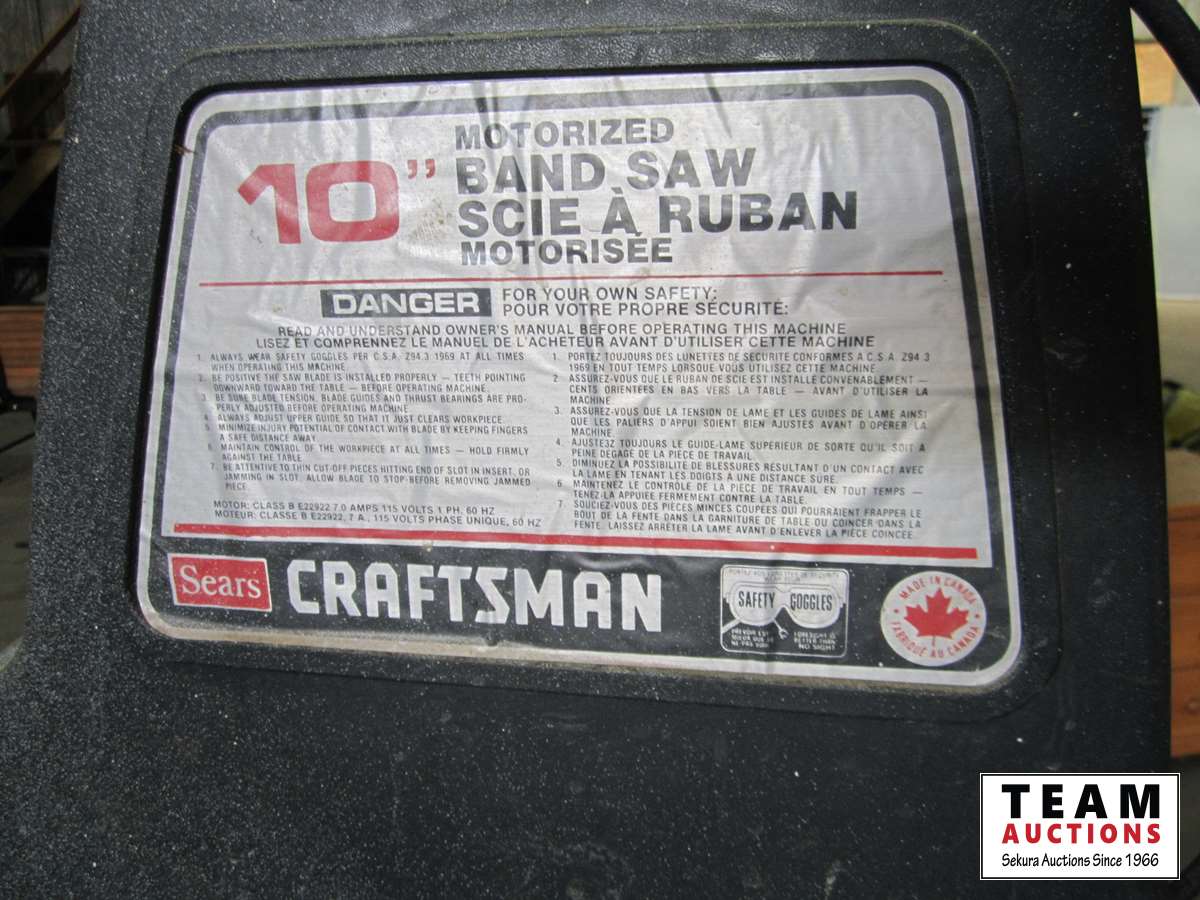 10"
MOTORIZED
BAND SAW
SCIE À RUBAN
MOTORISÉE
DANGER
FOR YOUR OWN SAFETY:
POUR VOTRE PROPRE SÉCURITÉ:
READ AND UNDERSTAND OWNER'S MANUAL BEFORE OPERATING THIS MACHINE
LISEZ ET COMPRENNEZ LE MANUEL DE L'ACHETEUR AVANT D'UTILISER CETTE MACHINE
1. ALWAYS WEAR SAFETY GOGGLES PER C.S.A. Z94.3 1969 AT ALL TIMES
WHEN OPERATING THIS MACHINE.
2. BE POSITIVE THE SAW BLADE IS INSTALLED PROPERLY — TEETH POINTING
DOWNWARD TOWARD THE TABLE — BEFORE OPERATING MACHINE.
3. BE SURE BLADE TENSION, BLADE GUIDES AND THRUST BEARINGS ARE PRO-
PERLY ADJUSTED BEFORE OPERATING MACHINE
4. ALWAYS ADJUST UPPER GUIDE SO THAT IT JUST CLEARS WORKPIECE.
5. MINIMIZE INJURY POTENTIAL OF CONTACT WITH BLADE BY KEEPING FINGERS
A SAFE DISTANCE AWAY.
6. MAINTAIN CONTROL OF THE WORKPIECE AT ALL TIMES — HOLD FIRMLY
AGAINST THE TABLE.
7. BE ATTENTIVE TO THIN CUT-OFF PIECES HITTING END OF SLOT IN INSERT, OR
JAMMING IN SLOT. ALLOW BLADE TO STOP BEFORE REMOVING JAMMED
PIECE.
MOTOR: CLASS B E22922 7.0 AMPS 115 VOLTS 1 PH. 60 HZ
MOTEUR: CLASSE B E22922, 7 A., 115 VOLTS PHASE UNIQUE, 60 HZ
1. PORTEZ TOUJOURS DES LUNETTES DE SECURITE CONFORMES A C.S.A. Z94 3
1969 EN TOUT TEMPS LORSQUE VOUS UTILISEZ CETTE MACHINE.
2. ASSUREZ-VOUS QUE LE RUBAN DE SCIE EST INSTALLE CONVENABLEMENT —
CENTS ORIENTEES EN BAS VERS LA TABLE — AVANT D'UTILISER LA
MACHINE.
3. ASSUREZ-VOUS QUE LA TENSION DE LAME ET LES GUIDES DE LAME AINSI
QUE LES PALIERS D'APPUI SOIENT BIEN AJUSTES AVANT D'OPERER LA
MACHINE.
4. AJUSTE3Z TOUJOURS LE GUIDE-LAME SUPERIEUR DE SORTE QU'IL SOIT A
PEINE DEGAGE DE LA PIECE DE TRAVAIL.
5. DIMINUEZ LA POSSIBILITE DE BLESSURES RESULTANT D'UN CONTACT AVEC
LA LAME EN TENANT LES DOIGTS A UNE DISTANCE SURE.
6. MAINTENEZ LE CONTROLE DE LA PIECE DE TRAVAIL EN TOUT TEMPS —
TENEZ-LA APPUIEE FERMEMENT CONTRE LA TABLE.
7. SOUCIEZ-VOUS DES PIECES MINCES COUPEES QUI POURRAIENT FRAPPER LE
BOUT DE LA FENTE DANS LA GARNITURE DE TABLE OU COINCER DANS LA
FENTE. LAISSEZ ARRÊTER LA LAME AVANT D'ENLEVER LA PIÈCE COINCEE.
Sears
CRAFTSMAN
SAFETY GOGGLES
FORESIGHT IS
BETTER THAN
NO SIGHT
MADE IN CANADA
FABRIQUÉ AU CANADA
TEAM
AUCTIONS
Sekura Auctions Since 1966